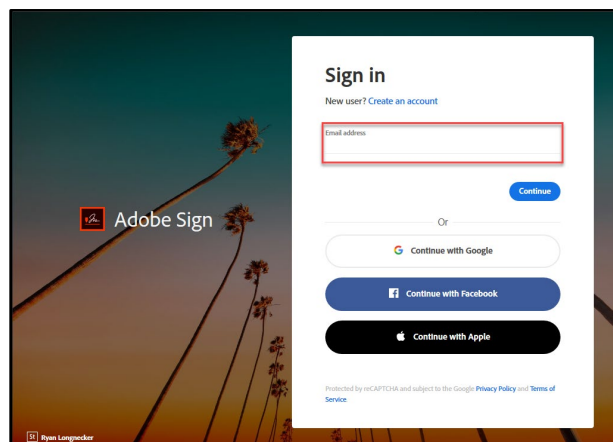 Sign in
New user? Create an account
Email address
Continue
Adobe Sign
Or
Continue with Google
Continue with Facebook
Continue with Apple
Protected by reCAPTCHA and subject to the Google Privacy Policy and Terms of
Service
St Ryan Longnecker